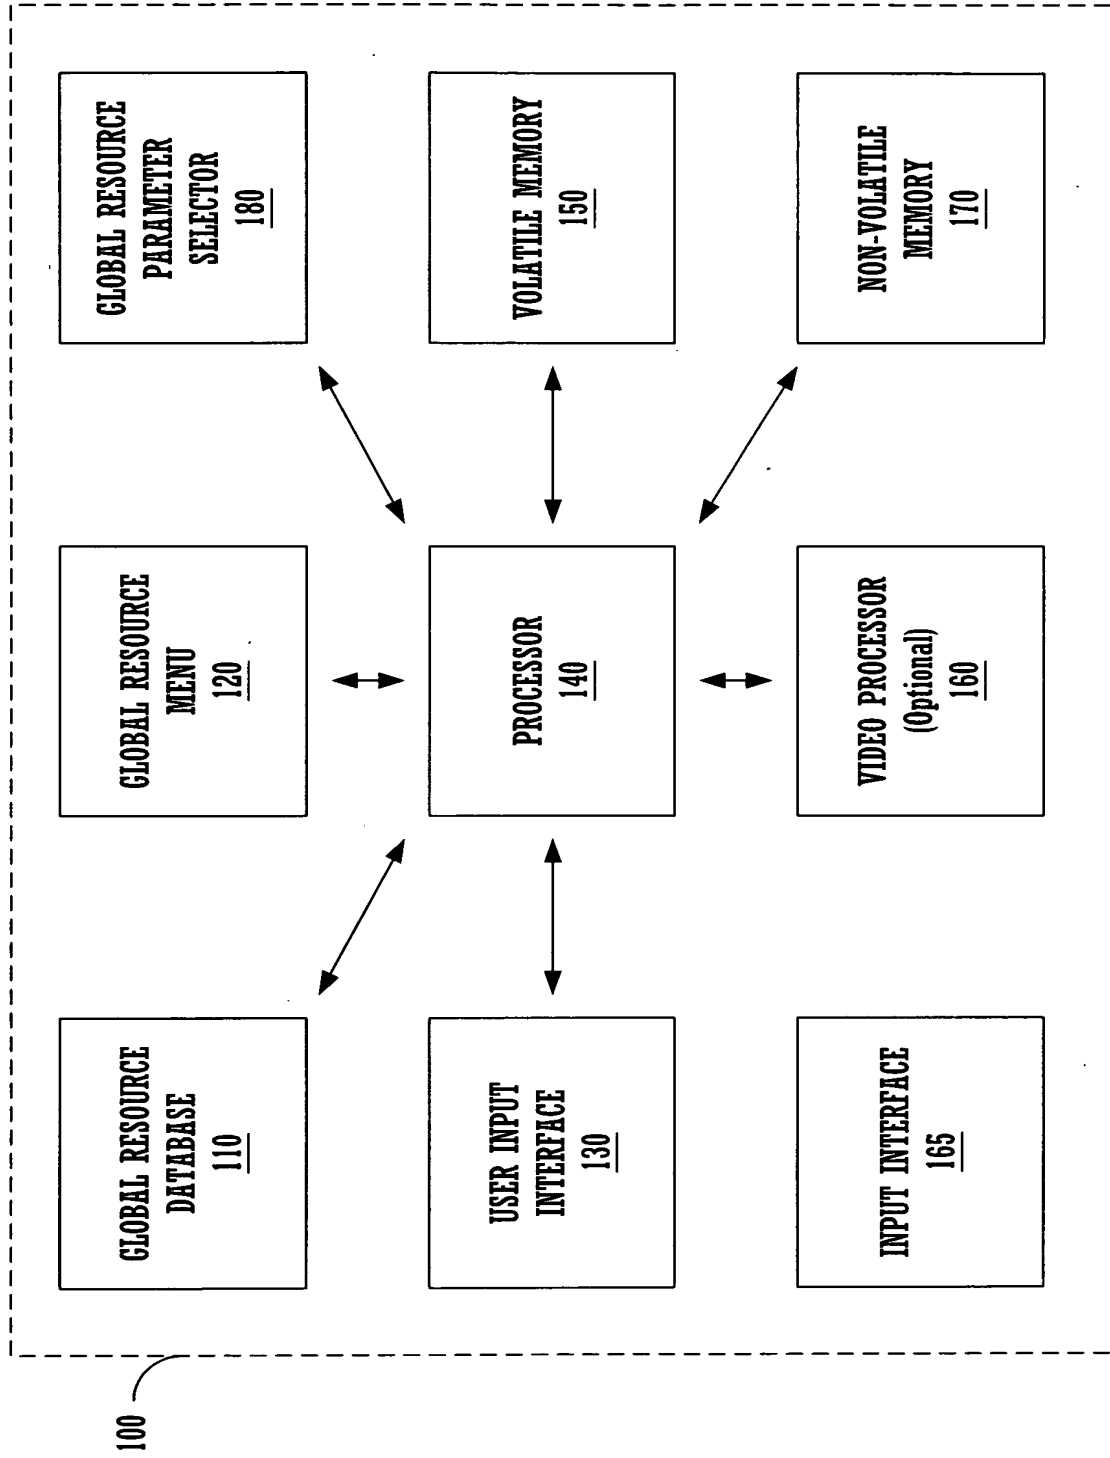 100
GLOBAL RESOURCE
DATABASE
110
GLOBAL RESOURCE
MENU
120
GLOBAL RESOURCE
PARAMETER
SELECTOR
180
USER INPUT
INTERFACE
130
PROCESSOR
140
VOLATILE MEMORY
150
INPUT INTERFACE
165
VIDEO PROCESSOR
(Optional)
160
NON-VOLATILE
MEMORY
170